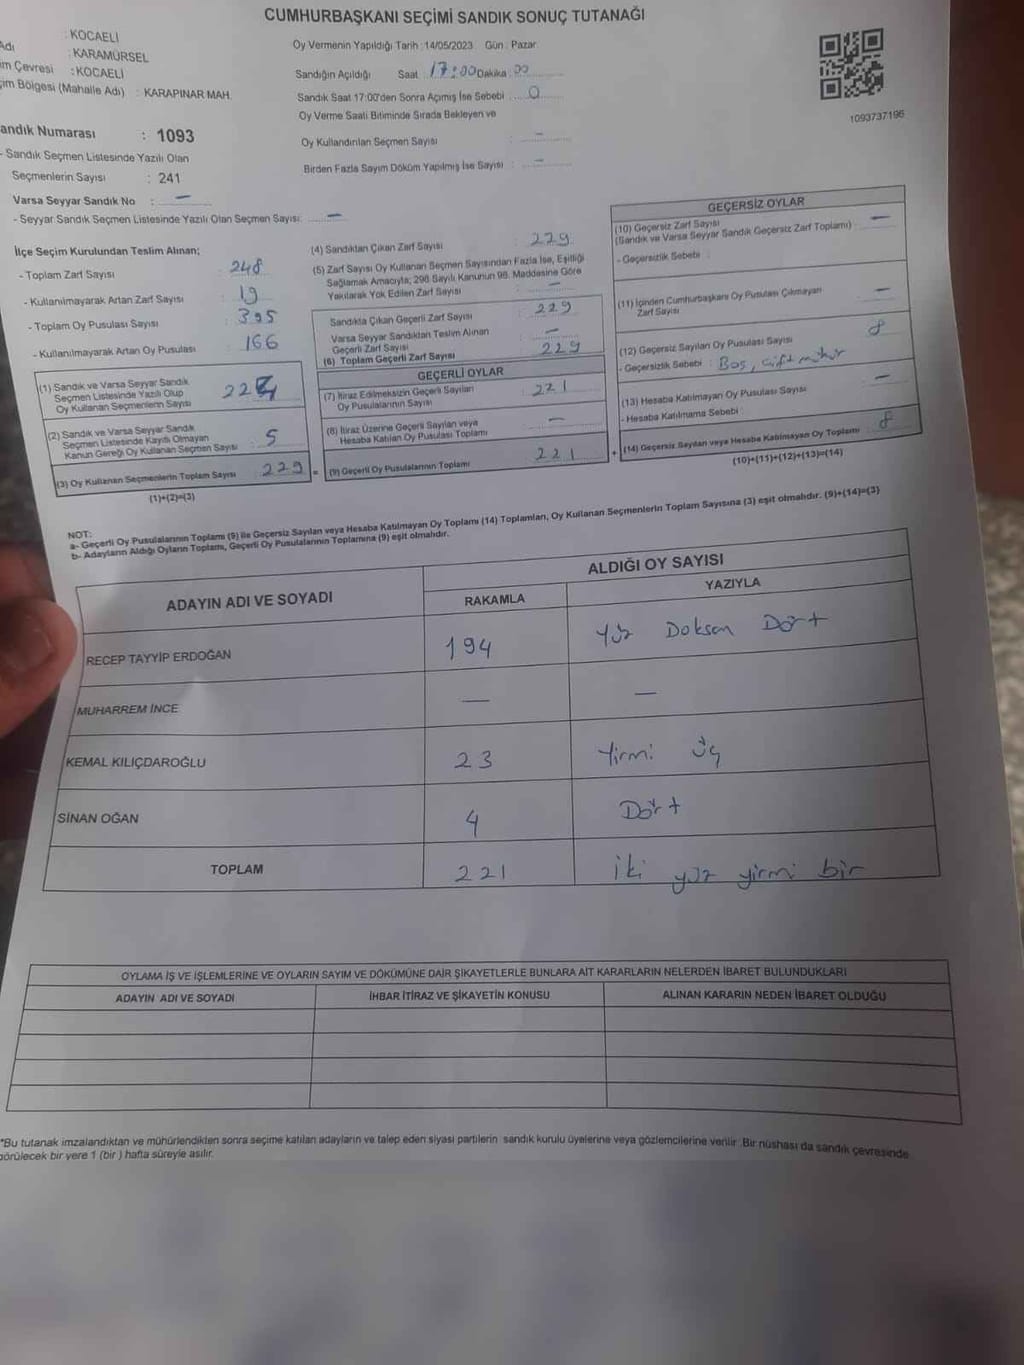 CUMHURBAŞKANI SEÇİMİ SANDIK SONUÇ TUTANAĞI
Adı : KOCAELİ
: KARAMÜRSEL
im Çevresi : KOCAELİ
çim Bölgesi (Mahalle Adı) : KARAPINAR MAH.
andık Numarası : 1093
- Sandık Seçmen Listesinde Yazılı Olan
Seçmenlerin Sayısı : 241
Varsa Seyyar Sandık No : —
- Seyyar Sandık Seçmen Listesinde Yazılı Olan Seçmen Sayısı: —
Oy Vermenin Yapıldığı Tarih : 14/05/2023 Gün : Pazar
Sandığın Açıldığı Saat 17:00 Dakika : 00
Sandık Saat 17:00'den Sonra Açımış İse Sebebi 0
Oy Verme Saati Bitiminde Sırada Bekleyen ve
Oy Kullandırılan Seçmen Sayısı : —
Birden Fazla Sayım Döküm Yapılmış İse Sayısı : —
1093737196
İlçe Seçim Kurulundan Teslim Alınan;
- Toplam Zarf Sayısı : 248
- Kullanılmayarak Artan Zarf Sayısı : 19
- Toplam Oy Pusulası Sayısı : 395
- Kullanılmayarak Artan Oy Pusulası : 166
(1) Sandık ve Varsa Seyyar Sandık
Seçmen Listesinde Yazılı Olup
Oy Kullanan Seçmenlerin Sayısı : 224
(2) Sandık ve Varsa Seyyar Sandık
Seçmen Listesinde Kayıtlı Olmayan
Kanun Gereği Oy Kullanan Seçmen Sayısı : 5
(3) Oy Kullanan Seçmenlerin Toplam Sayısı : 229 =
(1)+(2)=(3)
(4) Sandıktan Çıkan Zarf Sayısı : 229
(5) Zarf Sayısı Oy Kullanan Seçmen Sayısından Fazla İse, Eşitliği
Sağlamak Amacıyla; 298 Sayılı Kanunun 98. Maddesine Göre
Yakılarak Yok Edilen Zarf Sayısı : —
Sandıkta Çıkan Geçerli Zarf Sayısı : 229
Varsa Seyyar Sandıktan Teslim Alınan
Geçerli Zarf Sayısı : —
(6) Toplam Geçerli Zarf Sayısı : 229
GEÇERLİ OYLAR
(7) İtiraz Edilmeksizin Geçerli Sayılan
Oy Pusulalarının Sayısı : 221
(8) İtiraz Üzerine Geçerli Sayılan veya
Hesaba Katılan Oy Pusulası Toplamı : —
(9) Geçerli Oy Pusulalarının Toplamı : 221 +
GEÇERSİZ OYLAR
(10) Geçersiz Zarf Sayısı
(Sandık ve Varsa Seyyar Sandık Geçersiz Zarf Toplamı) : —
- Geçersizlik Sebebi :
(11) İçinden Cumhurbaşkanı Oy Pusulası Çıkmayan
Zarf Sayısı : —
(12) Geçersiz Sayılan Oy Pusulası Sayısı : 8
- Geçersizlik Sebebi : Boş, çift mühür
(13) Hesaba Katılmayan Oy Pusulası Sayısı : —
- Hesaba Katılmama Sebebi :
(14) Geçersiz Sayılan veya Hesaba Katılmayan Oy Toplamı : 8
(10)+(11)+(12)+(13)=(14)
NOT:
a- Geçerli Oy Pusulalarının Toplamı (9) ile Geçersiz Sayılan veya Hesaba Katılmayan Oy Toplamı (14) Toplamları, Oy Kullanan Seçmenlerin Toplam Sayısına (3) eşit olmalıdır. (9)+(14)=(3)
b- Adayların Aldığı Oyların Toplamı, Geçerli Oy Pusulalarının Toplamına (9) eşit olmalıdır.
ADAYIN ADI VE SOYADI
ALDIĞI OY SAYISI
RAKAMLA YAZIYLA
RECEP TAYYİP ERDOĞAN 194 Yüz Doksan Dört
MUHARREM İNCE — —
KEMAL KILIÇDAROĞLU 23 Yirmi üç
SİNAN OĞAN 4 Dört
TOPLAM 221 iki yüz yirmi bir
OYLAMA İŞ VE İŞLEMLERİNE VE OYLARIN SAYIM VE DÖKÜMÜNE DAİR ŞİKAYETLERLE BUNLARA AİT KARARLARIN NELERDEN İBARET BULUNDUKLARI
ADAYIN ADI VE SOYADI İHBAR İTİRAZ VE ŞİKAYETİN KONUSU ALINAN KARARIN NEDEN İBARET OLDUĞU
*Bu tutanak imzalandıktan ve mühürlendikten sonra seçime katılan adayların ve talep eden siyasi partilerin sandık kurulu üyelerine veya gözlemcilerine verilir. Bir nüshası da sandık çevresinde
görülecek bir yere 1 (bir ) hafta süreyle asılır.